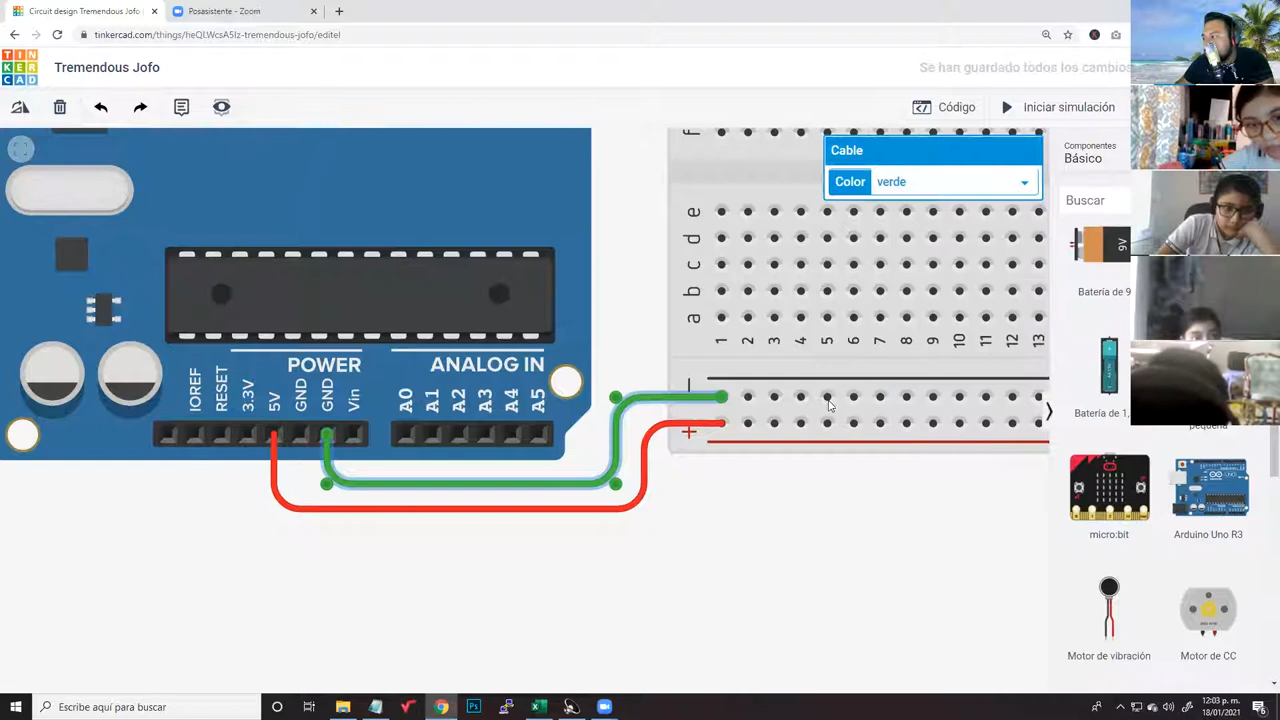 Circuit design Tremendous Jofo
Posasistente - Zoom
tinkercad.com/things/heQLWcsA5Iz-tremendous-jofo/editel
TIN
KER
CAD
Tremendous Jofo
Se han guardado todos los cambios
Código
Iniciar simulación
Componentes
Básico
Buscar
Cable
Color verde
f
e
d
c
b
a
1 2 3 4 5 6 7 8 9 10 11 12 13
POWER
ANALOG IN
IOREF RESET 3.3V 5V GND GND Vin
A0 A1 A2 A3 A4 A5
−
+
9V
Batería de 9
Batería de 1,
pequeña
micro:bit
Arduino Uno R3
Motor de vibración
Motor de CC
Escribe aquí para buscar
12:03 p. m.
18/01/2021
6